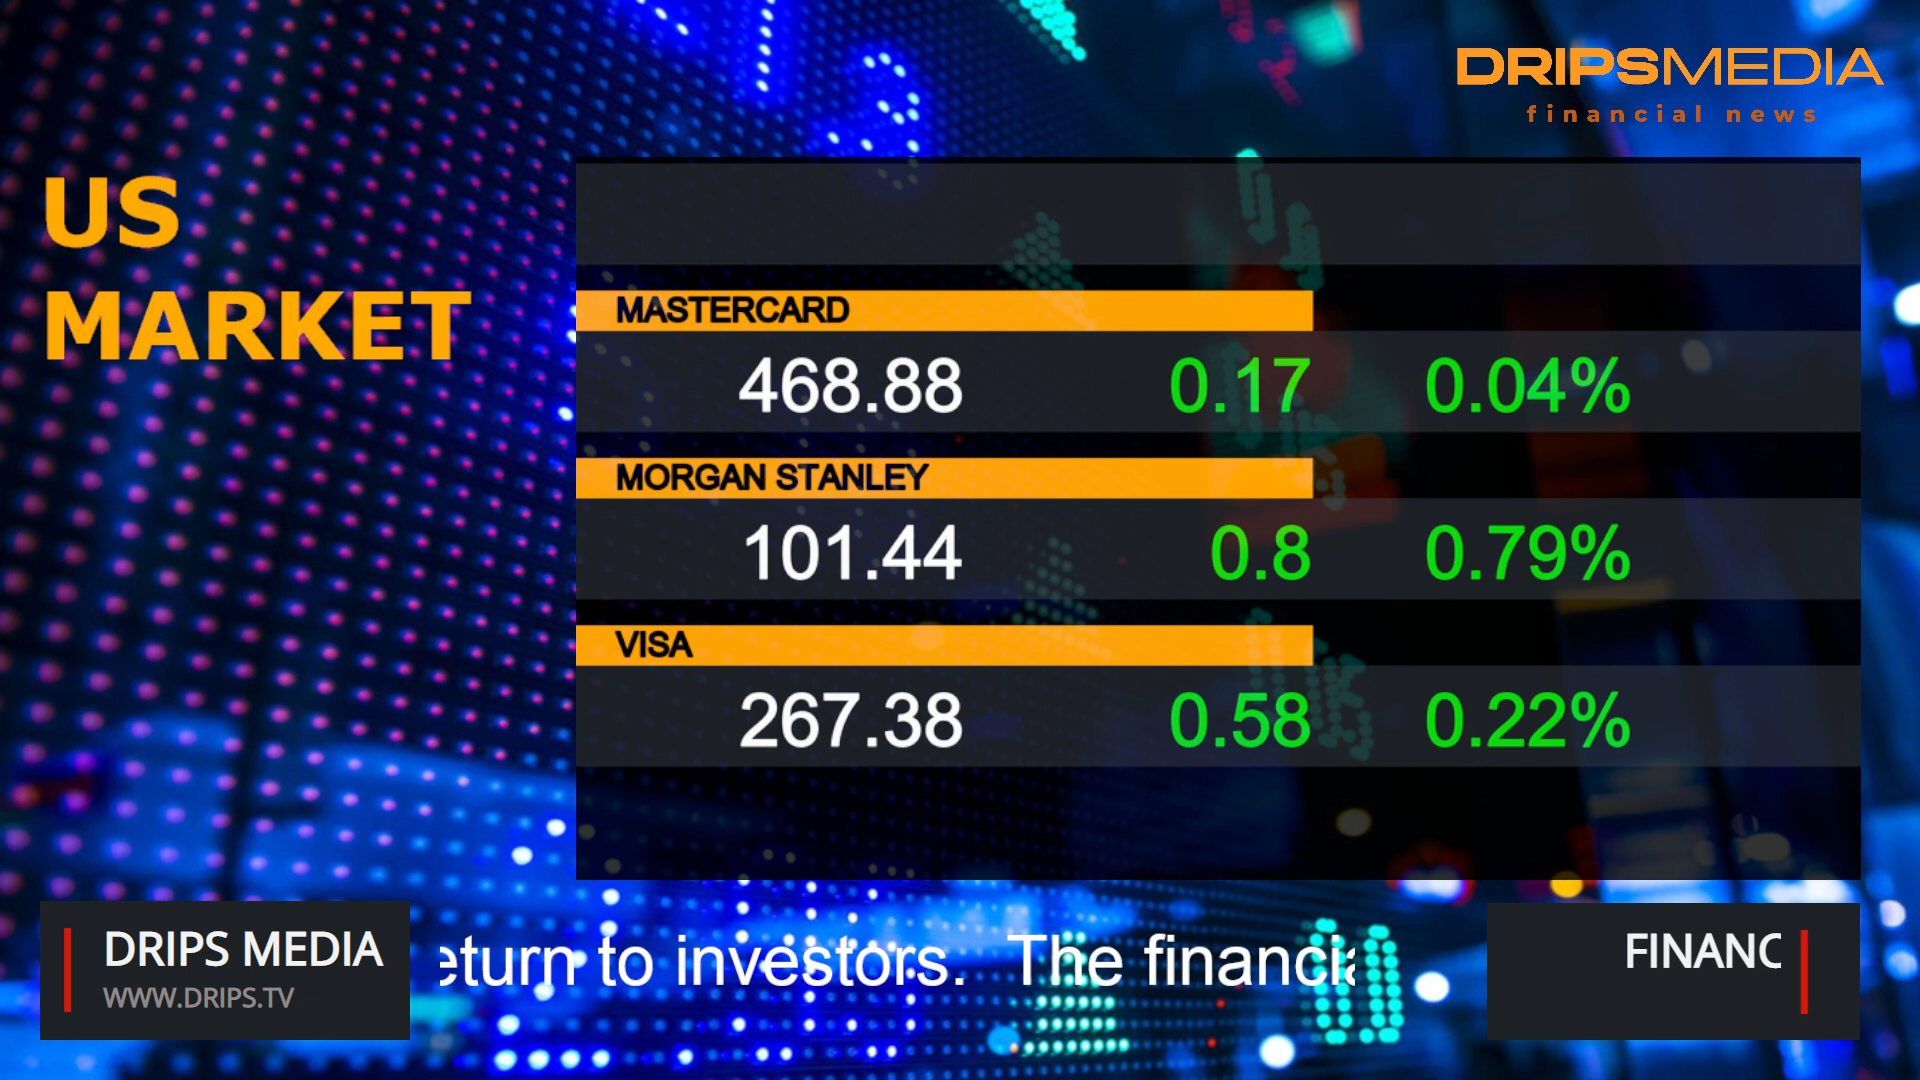 DRIPSMEDIA
financial news
US
MARKET
MASTERCARD
468.88 0.17 0.04%
MORGAN STANLEY
101.44 0.8 0.79%
VISA
267.38 0.58 0.22%
DRIPS MEDIA
WWW.DRIPS.TV
eturn to investors. The financia
FINANC